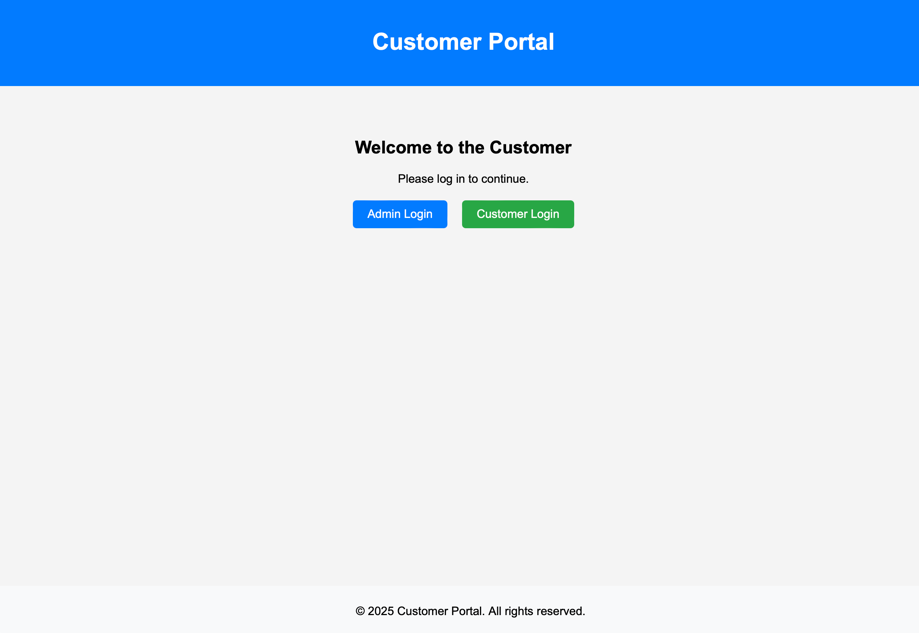 Customer Portal
Welcome to the Customer
Please log in to continue.
Admin Login
Customer Login
© 2025 Customer Portal. All rights reserved.